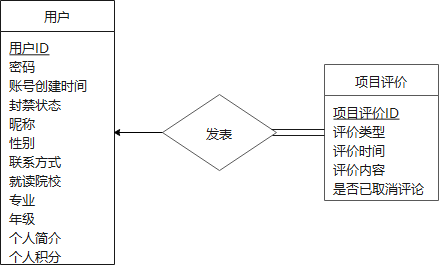 用户
用户ID
密码
账号创建时间
封禁状态
昵称
性别
联系方式
就读院校
专业
年级
个人简介
个人积分
发表
项目评价
项目评价ID
评价类型
评价时间
评价内容
是否已取消评论